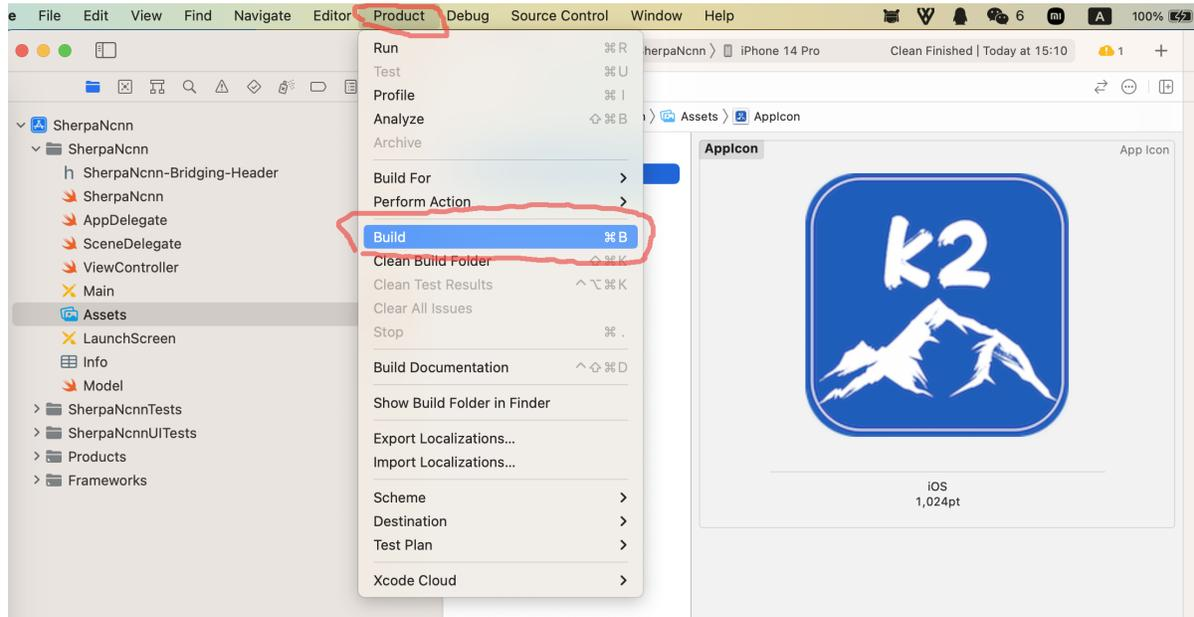 e File Edit View Find Navigate Editor Product Debug Source Control Window Help 6 mi A 100%
Run ⌘R
Test ⌘U
Profile ⌘I
Analyze ⇧⌘B
Archive
Build For
Perform Action
Build ⌘B
Clean Build Folder ⇧⌘K
Clean Test Results ^⌥⌘K
Clear All Issues
Stop ⌘.
Build Documentation ^⇧⌘D
Show Build Folder in Finder
Export Localizations...
Import Localizations...
Scheme
Destination
Test Plan
Xcode Cloud
herpaNcnn 〉 iPhone 14 Pro Clean Finished | Today at 15:10 1
SherpaNcnn
SherpaNcnn
h SherpaNcnn-Bridging-Header
SherpaNcnn
AppDelegate
SceneDelegate
ViewController
Main
Assets
LaunchScreen
Info
Model
SherpaNcnnTests
SherpaNcnnUITests
Products
Frameworks
〉 Assets 〉 AppIcon
AppIcon App Icon
K2
iOS
1,024pt